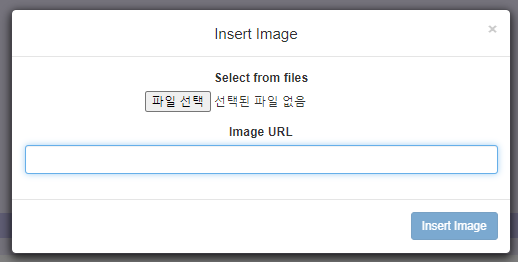 Insert Image
×
Select from files
파일 선택 선택된 파일 없음
Image URL
Insert Image